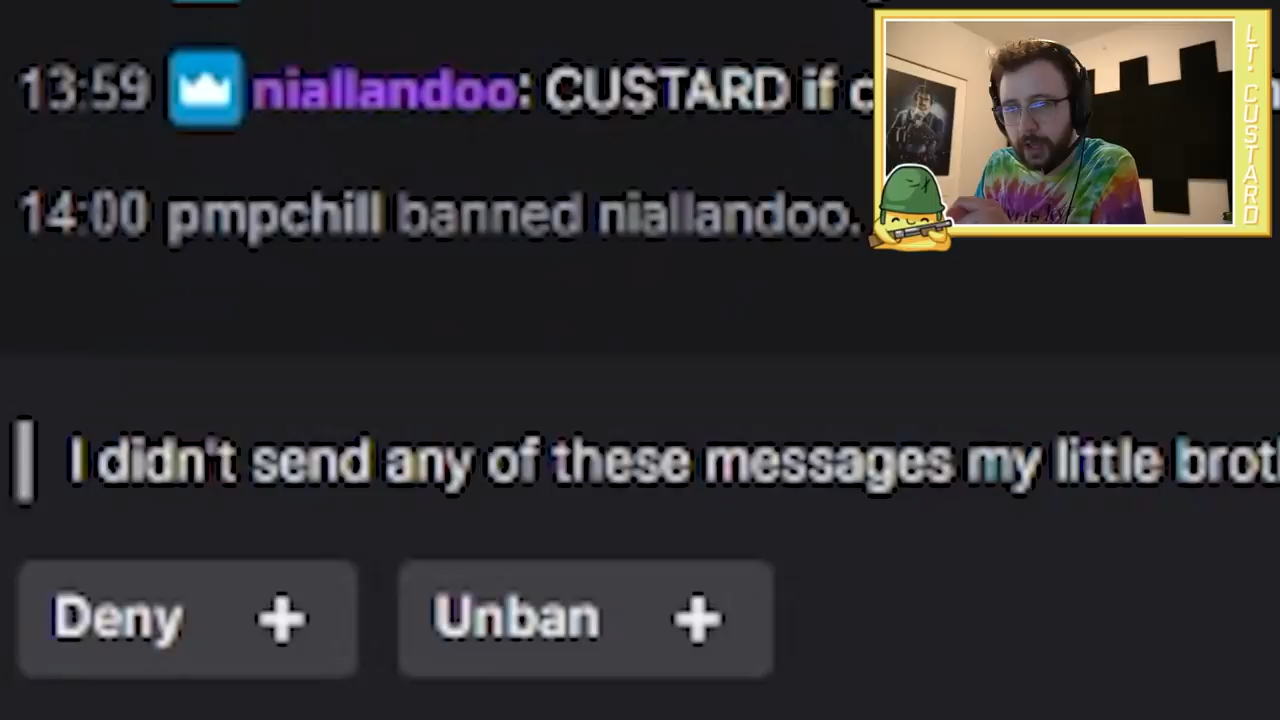 13:59 niallandoo: CUSTARD if
14:00 pmpchill banned niallandoo.
LT. CUSTARD
I didn't send any of these messages my little
Deny +
Unban +